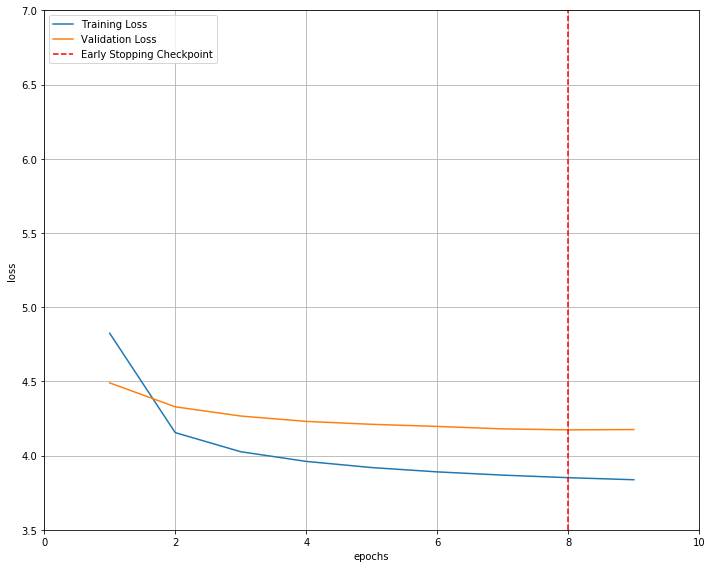 Training Loss
Validation Loss
Early Stopping Checkpoint
7.0
6.5
6.0
5.5
5.0
4.5
4.0
3.5
loss
0 2 4 6 8 10
epochs